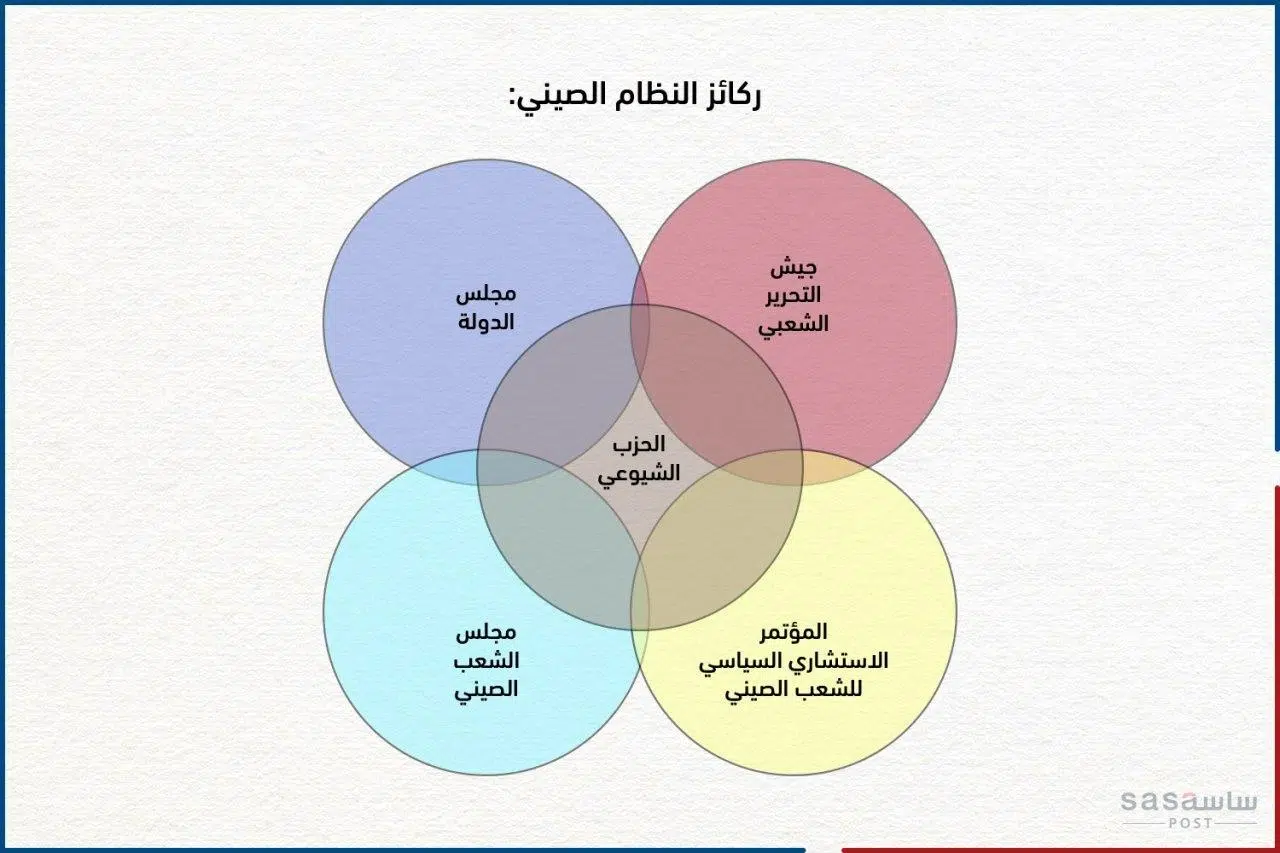 ركائز النظام الصيني:
جيش
التحرير
الشعبي
مجلس
الدولة
الحزب
الشيوعي
المؤتمر
الاستشاري السياسي
للشعب الصيني
مجلس
الشعب
الصيني
sasa ساسة
POST